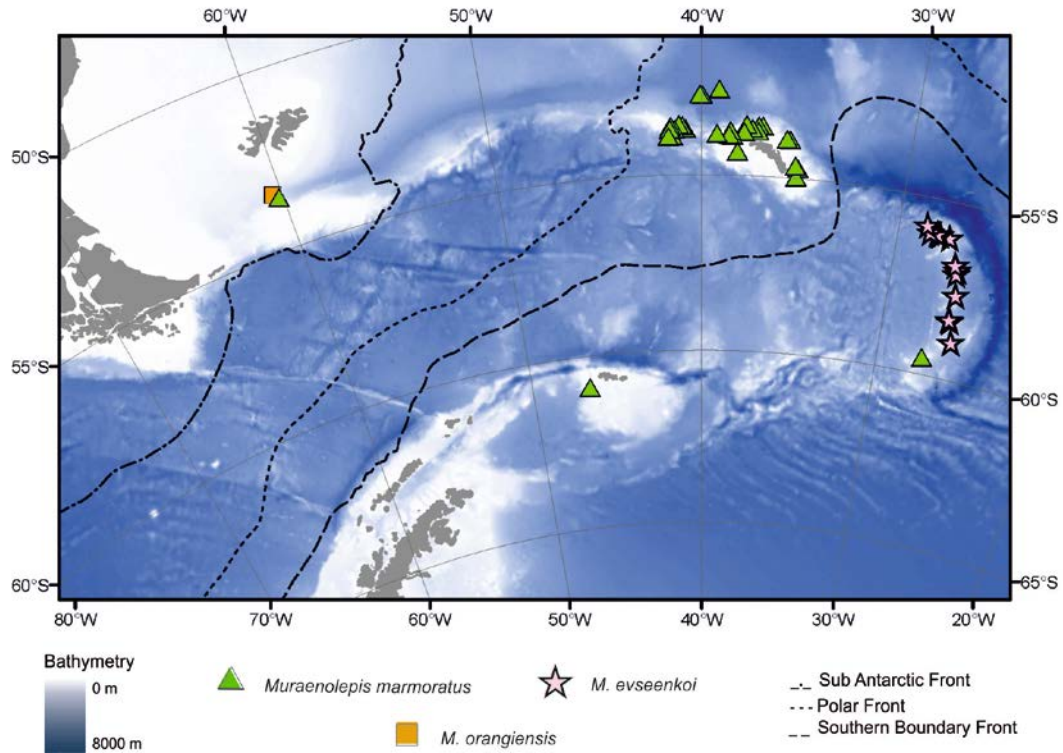 60°W
50°W
40°W
30°W
50°S
55°S
55°S
60°S
60°S
65°S
80°W
70°W
60°W
50°W
40°W
30°W
20°W
Bathymetry
0 m
8000 m
Muraenolepis marmoratus
M. evseenkoi
M. orangiensis
Sub Antarctic Front
Polar Front
Southern Boundary Front